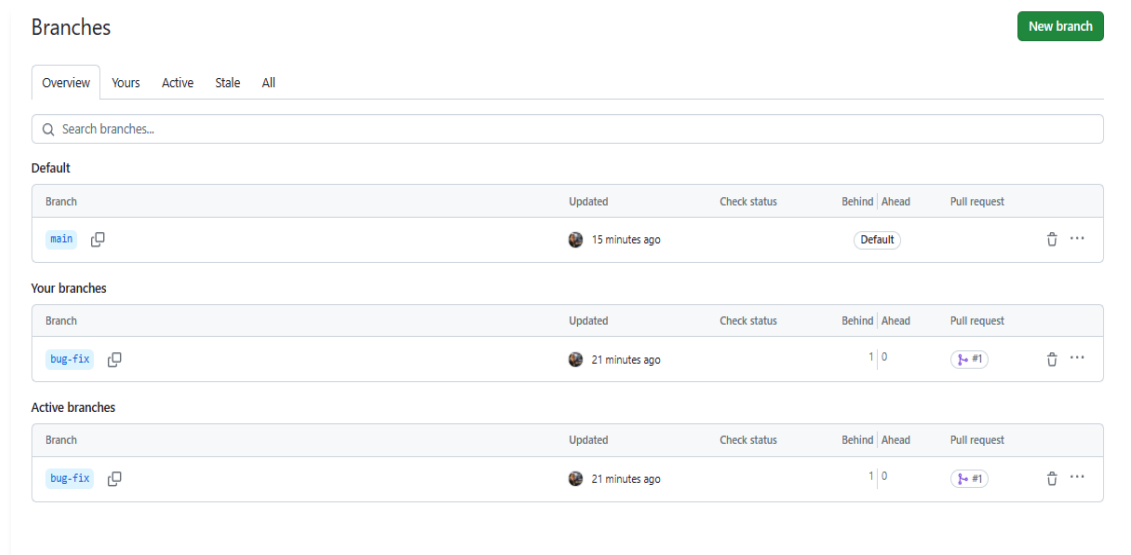 Branches
New branch
Overview Yours Active Stale All
Search branches...
Default
Branch Updated Check status Behind Ahead Pull request
main 15 minutes ago Default
Your branches
Branch Updated Check status Behind Ahead Pull request
bug-fix 21 minutes ago 1 0 #1
Active branches
Branch Updated Check status Behind Ahead Pull request
bug-fix 21 minutes ago 1 0 #1